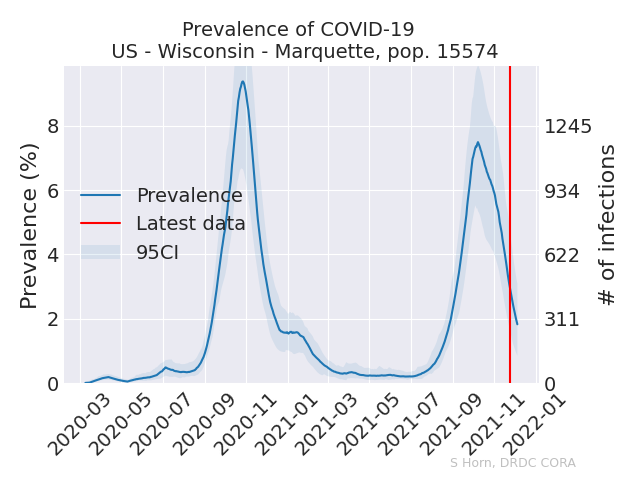 Prevalence of COVID-19
US - Wisconsin - Marquette, pop. 15574
Prevalence (%)
8
6
4
2
0
Prevalence
Latest data
95CI
1245
934
622
311
0
# of infections
2020-03
2020-05
2020-07
2020-09
2020-11
2021-01
2021-03
2021-05
2021-07
2021-09
2021-11
2022-01
S Horn, DRDC CORA